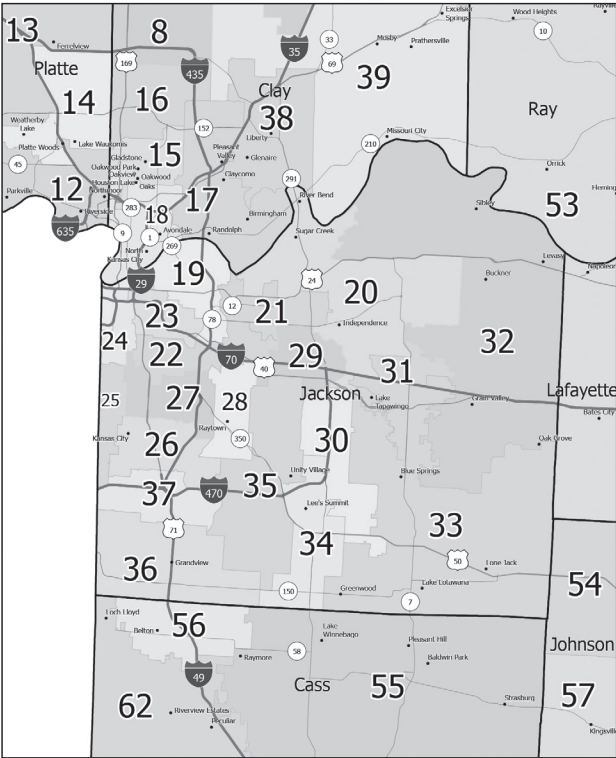 13
8
33
Excelsior
Springs
Wood Heights
10
Ferrelview
Platte
169
435
35
69
Mosby
Prathersville
39
Ray
14
16
Clay
38
Weatherby
Lake
152
Liberty
Missouri City
210
Platte Woods
Lake Waukomis
45
Gladstone
15
Pleasant
Valley
Glenaire
Oakwood Park
Oakview
Oakwood
Oaks
Houston Lake
Claycomo
Orrick
Parkville
12
Northmoor
17
291
River Bend
Sibley
53
Riverside
283
18
Birmingham
635
9
1
Avondale
Randolph
Sugar Creek
269
North
Kansas City
Levasy
Napoleon
19
29
24
Buckner
20
23
78
12
21
Independence
32
24
22
70
40
29
31
Jackson
Lake
Tapawingo
Grain Valley
Lafayette
Bates City
25
27
28
Raytown
Kansas City
350
30
Oak Grove
26
Unity Village
Blue Springs
37
470
35
Lee's Summit
71
34
33
50
Lone Jack
36
Grandview
150
Greenwood
7
Lake Lotawana
54
Loch Lloyd
56
Belton
Lake
Winnebago
Pleasant Hill
Johnson
Raymore
58
Baldwin Park
49
Cass
55
57
62
Strasburg
Riverview Estates
Peculiar